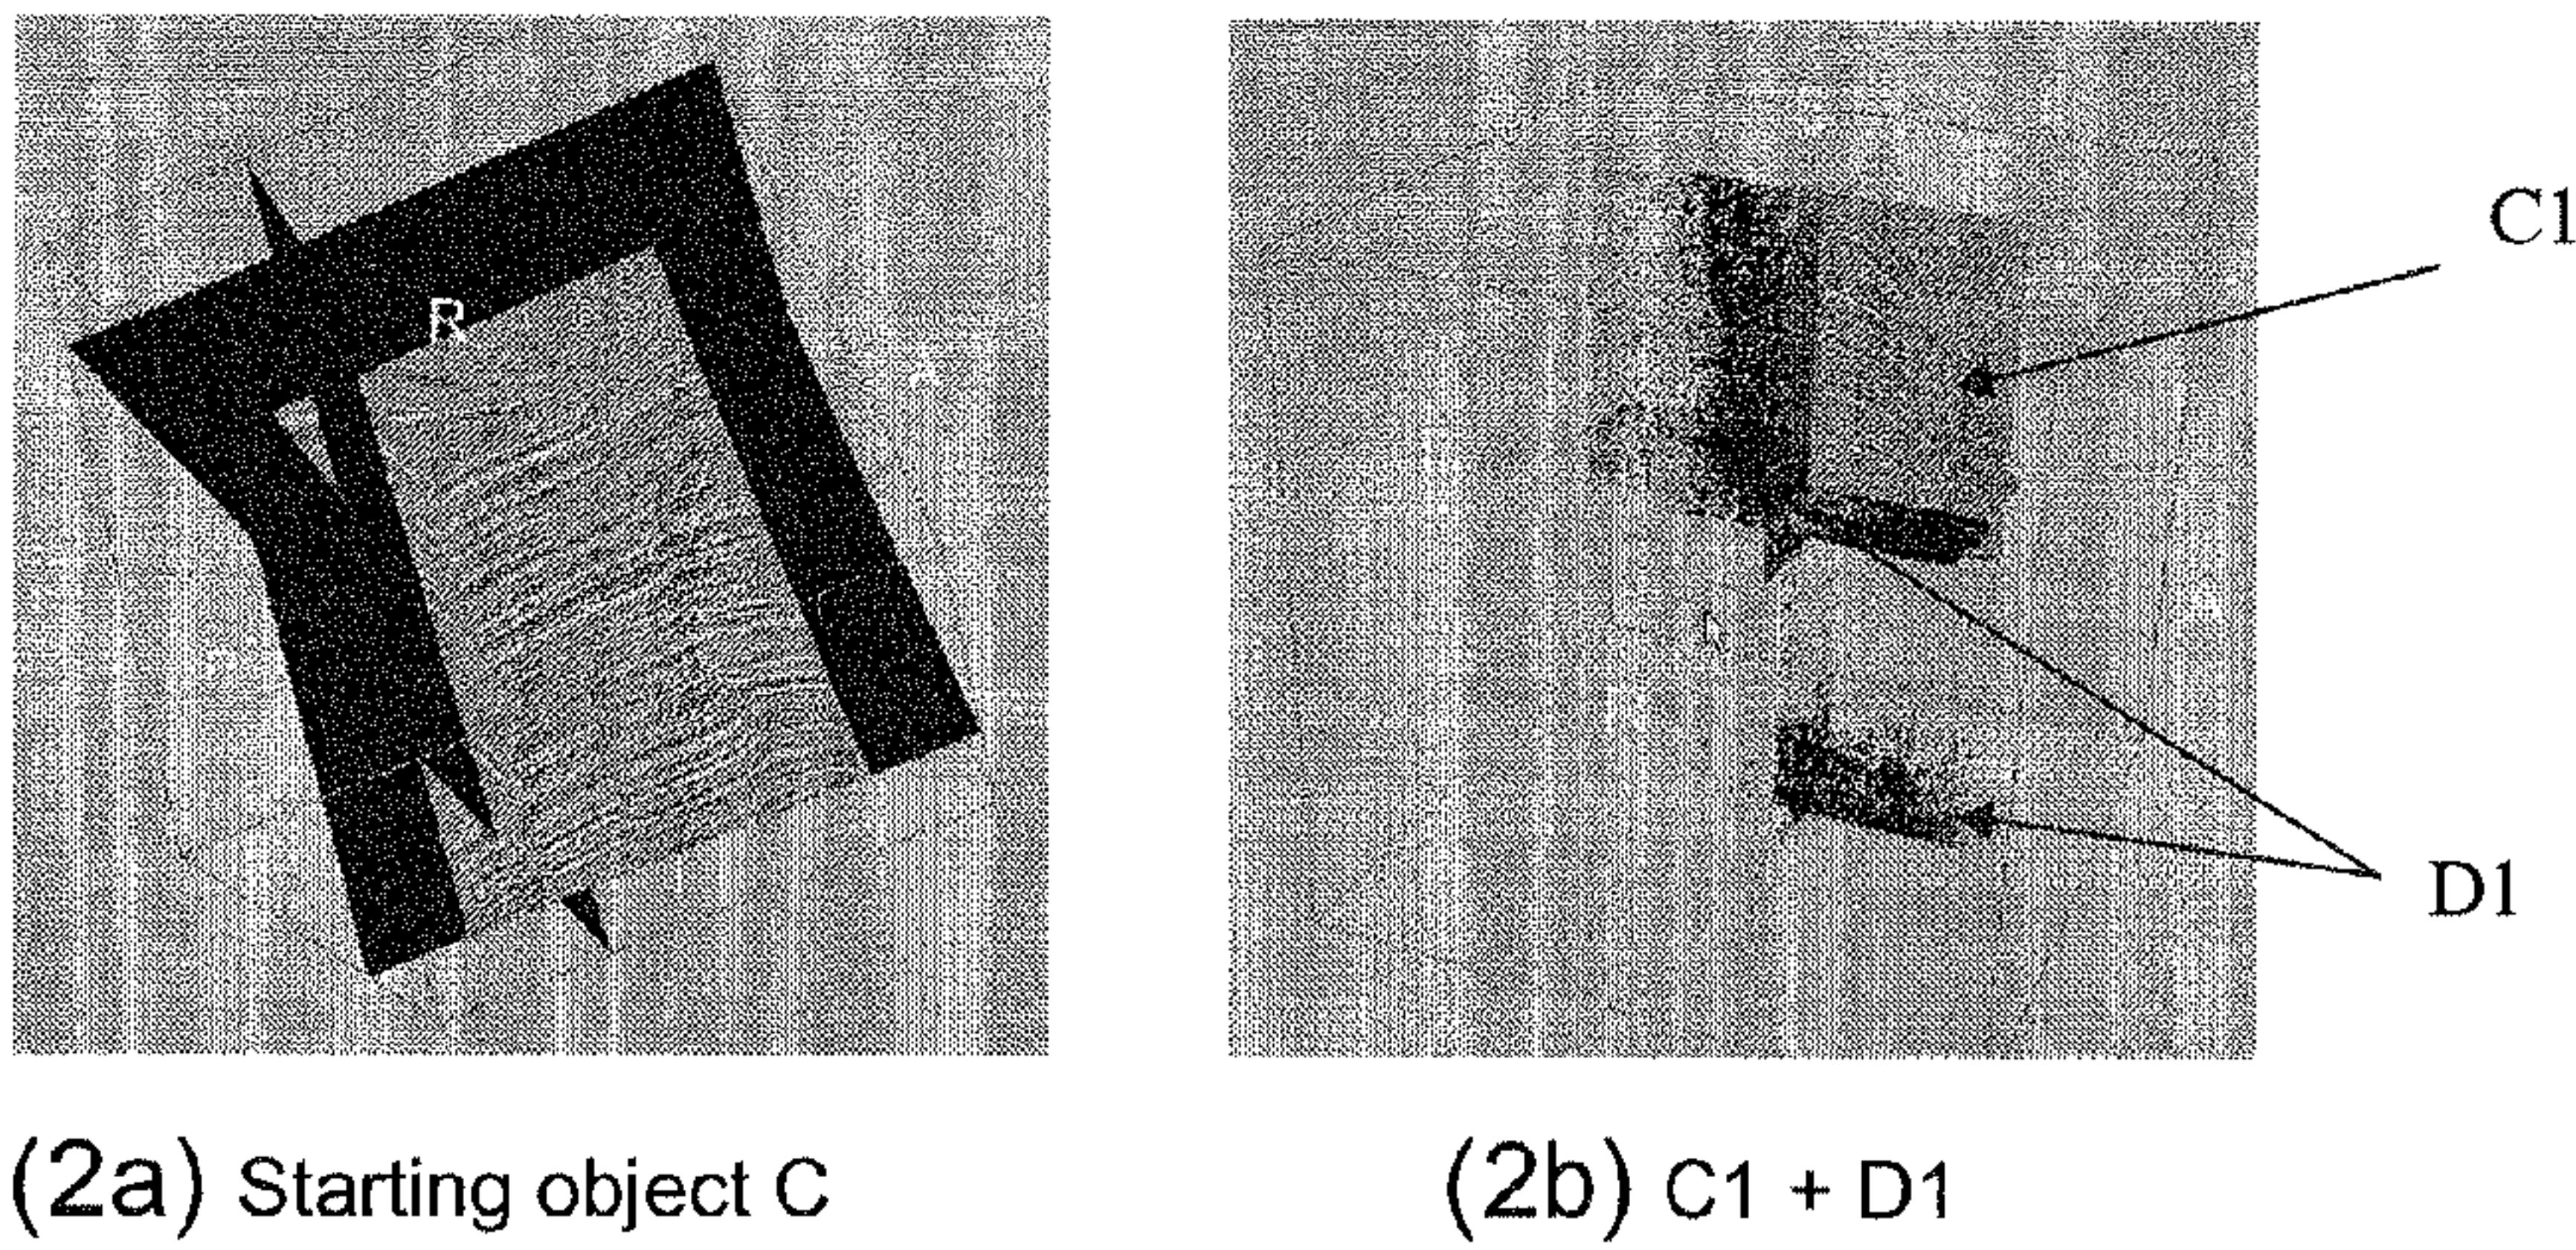 R
C1
D1
(2a) Starting object C
(2b) C1 + D1